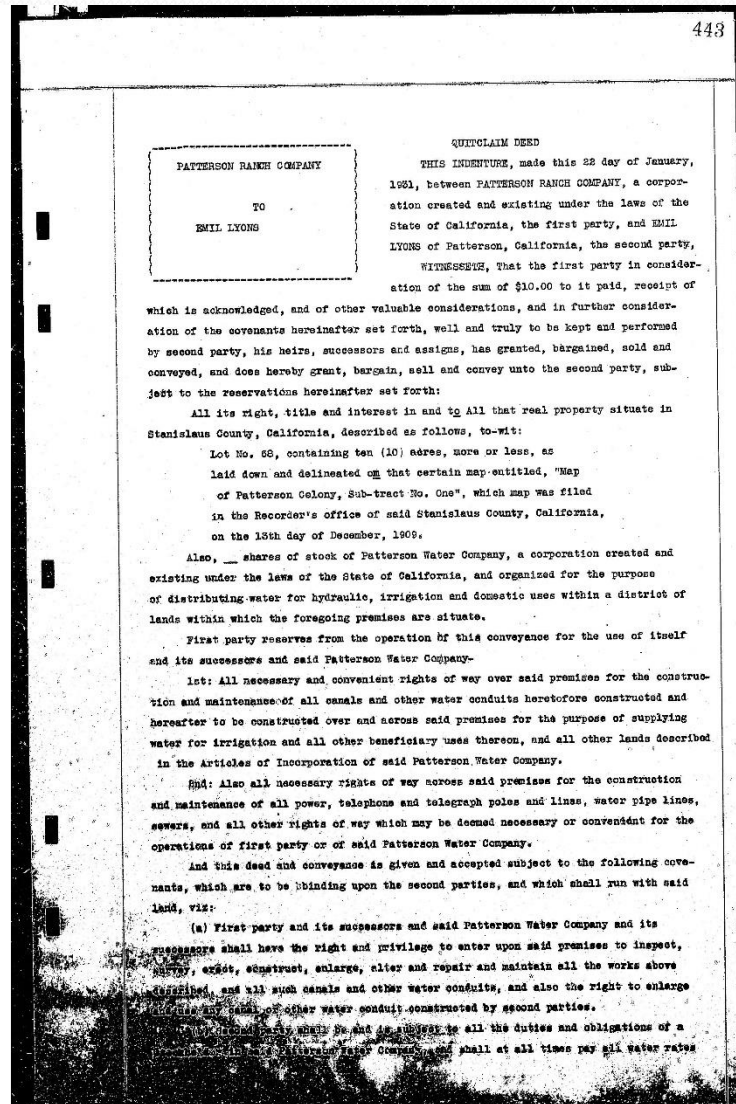 443
QUITCLAIM DEED
PATTERSON RANCH COMPANY
TO
EMIL LYONS
THIS INDENTURE, made this 22 day of January,
1931, between PATTERSON RANCH COMPANY, a corpor-
ation created and existing under the laws of the
State of California, the first party, and EMIL
LYONS of Patterson, California, the second party,
WITNESSETH, That the first party in consider-
ation of the sum of $10.00 to it paid, receipt of
which is acknowledged, and of other valuable considerations, and in further consider-
ation of the covenants hereinafter set forth, well and truly to be kept and performed
by second party, his heirs, successors and assigns, has granted, bargained, sold and
conveyed, and does hereby grant, bargain, sell and convey unto the second party, sub-
ject to the reservations hereinafter set forth:
All its right, title and interest in and to All that real property situate in
Stanislaus County, California, described as follows, to-wit:
Lot No. 68, containing ten (10) acres, more or less, as
laid down and delineated on that certain map entitled, "Map
of Patterson Colony, Sub-tract No. One", which map was filed
in the Recorder's office of said Stanislaus County, California,
on the 13th day of December, 1909.
Also, __ shares of stock of Patterson Water Company, a corporation created and
existing under the laws of the State of California, and organized for the purpose
of distributing water for hydraulic, irrigation and domestic uses within a district of
lands within which the foregoing premises are situate.
First party reserves from the operation of this conveyance for the use of itself
and its successors and said Patterson Water Company-
1st: All necessary and convenient rights of way over said premises for the construc-
tion and maintenance of all canals and other water conduits heretofore constructed and
hereafter to be constructed over and across said premises for the purpose of supplying
water for irrigation and all other beneficiary uses thereon, and all other lands described
in the Articles of Incorporation of said Patterson Water Company.
2nd: Also all necessary rights of way across said premises for the construction
and maintenance of all power, telephone and telegraph poles and lines, water pipe lines,
sewers, and all other rights of way which may be deemed necessary or convendent for the
operations of first party or of said Patterson Water Company.
And this deed and conveyance is given and accepted subject to the following cove-
nants, which are to be bbinding upon the second parties, and which shall run with said
land, viz:
(a) First party and its successors and said Patterson Water Company and its
successors shall have the right and privilege to enter upon said premises to inspect,
survey, erect, construct, enlarge, alter and repair and maintain all the works above
described, and all such canals and other water conduits, and also the right to enlarge
and use any canal or other water conduit constructed by second parties.
second party shall be and is subject to all the duties and obligations of a
Patterson Water Company, and shall at all times pay all water rates